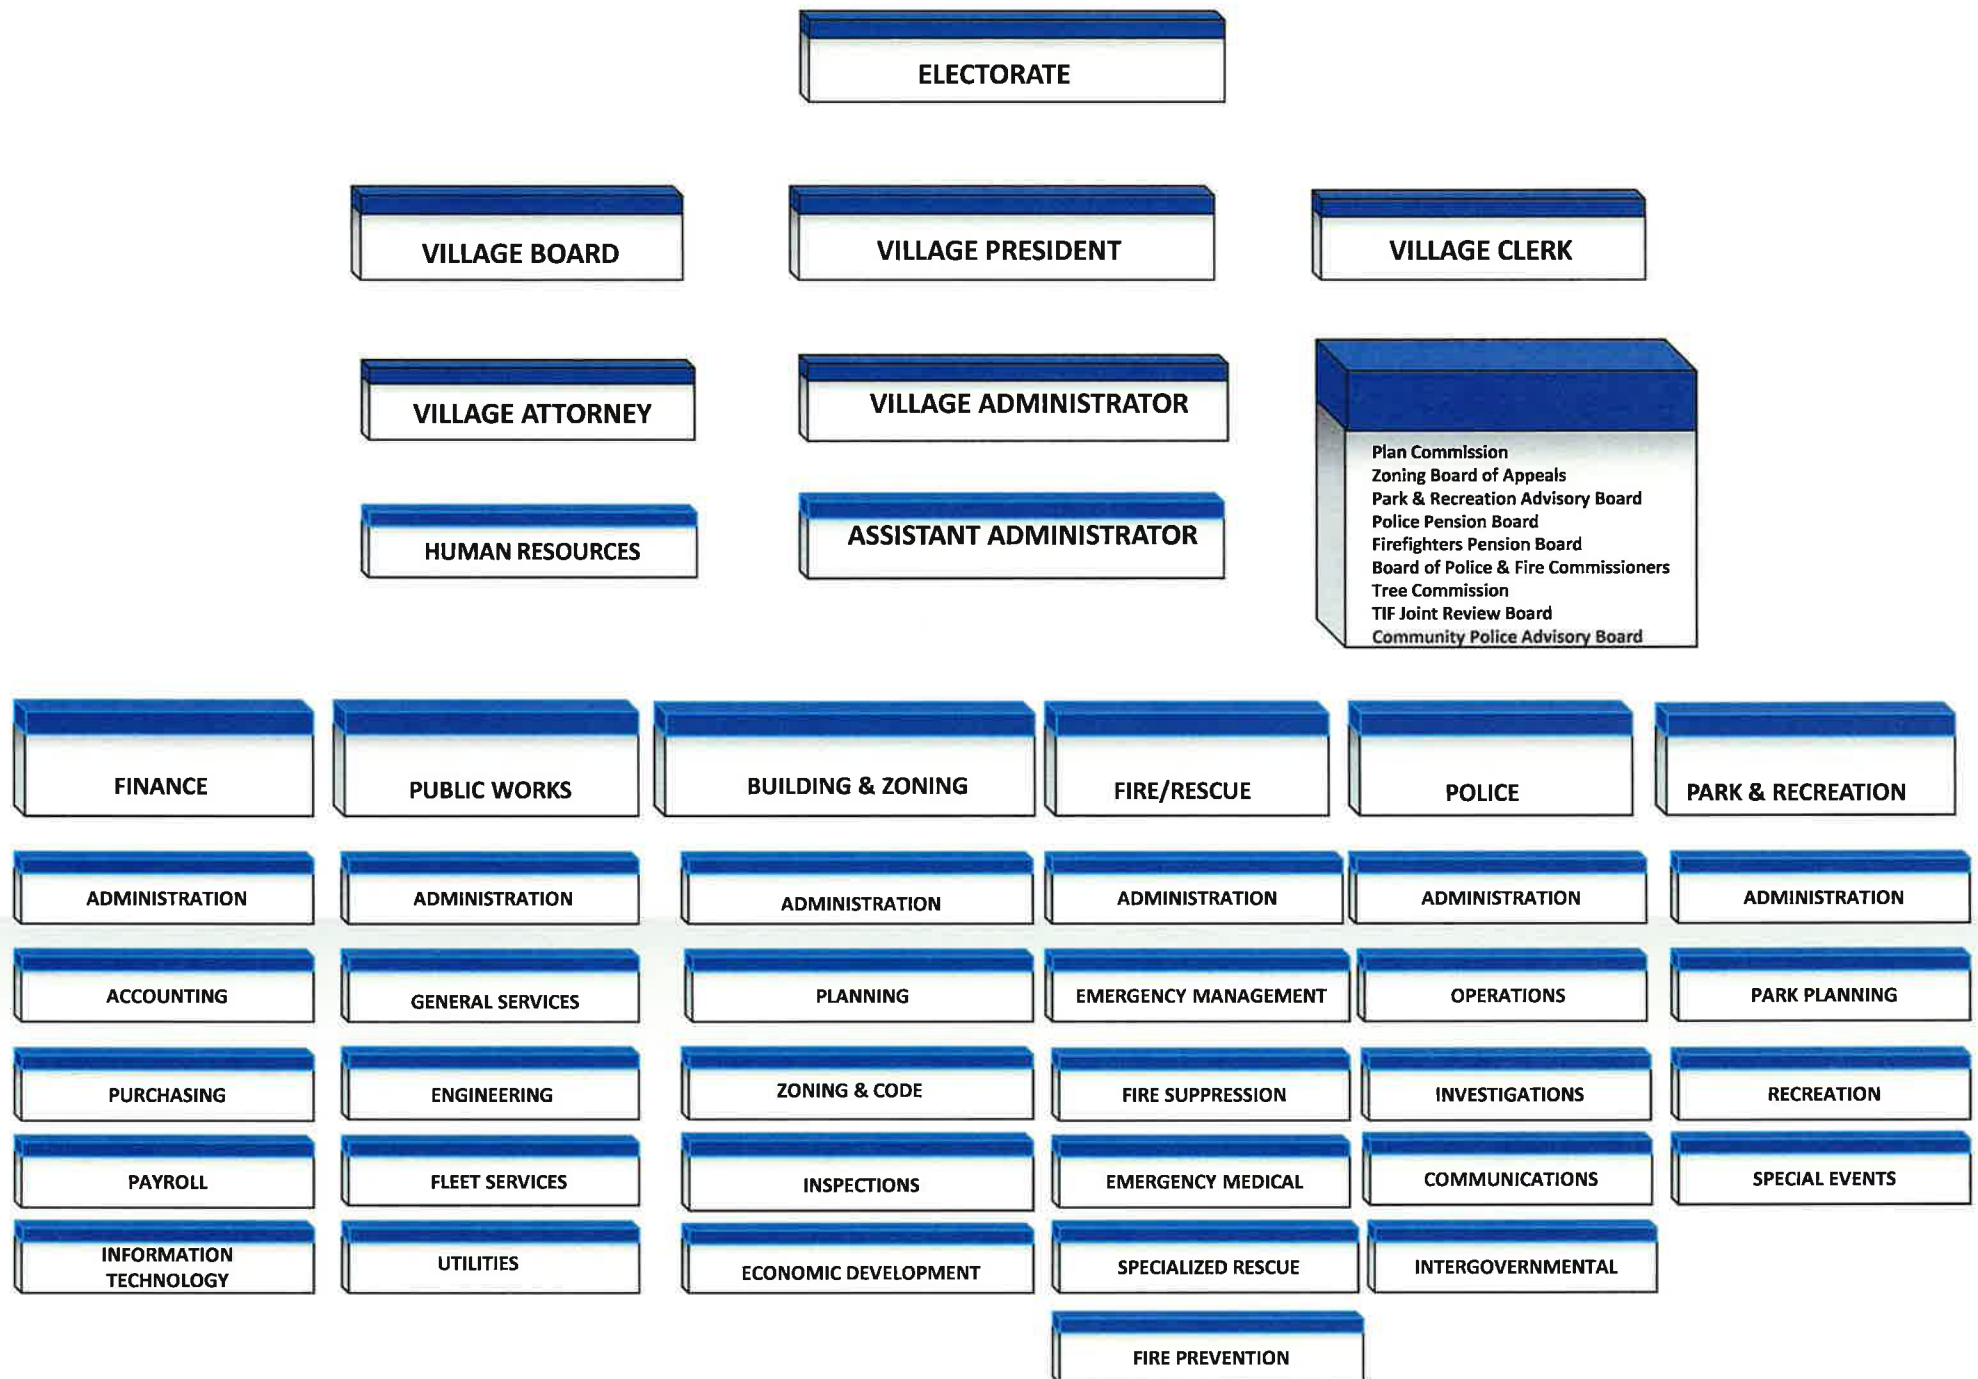 ELECTORATE
VILLAGE BOARD
VILLAGE PRESIDENT
VILLAGE CLERK
VILLAGE ATTORNEY
VILLAGE ADMINISTRATOR
HUMAN RESOURCES
ASSISTANT ADMINISTRATOR
Plan Commission
Zoning Board of Appeals
Park & Recreation Advisory Board
Police Pension Board
Firefighters Pension Board
Board of Police & Fire Commissioners
Tree Commission
TIF Joint Review Board
Community Police Advisory Board
FINANCE
PUBLIC WORKS
BUILDING & ZONING
FIRE/RESCUE
POLICE
PARK & RECREATION
ADMINISTRATION
ADMINISTRATION
ADMINISTRATION
ADMINISTRATION
ADMINISTRATION
ADMINISTRATION
ACCOUNTING
GENERAL SERVICES
PLANNING
EMERGENCY MANAGEMENT
OPERATIONS
PARK PLANNING
PURCHASING
ENGINEERING
ZONING & CODE
FIRE SUPPRESSION
INVESTIGATIONS
RECREATION
PAYROLL
FLEET SERVICES
INSPECTIONS
EMERGENCY MEDICAL
COMMUNICATIONS
SPECIAL EVENTS
INFORMATION
TECHNOLOGY
UTILITIES
ECONOMIC DEVELOPMENT
SPECIALIZED RESCUE
INTERGOVERNMENTAL
FIRE PREVENTION